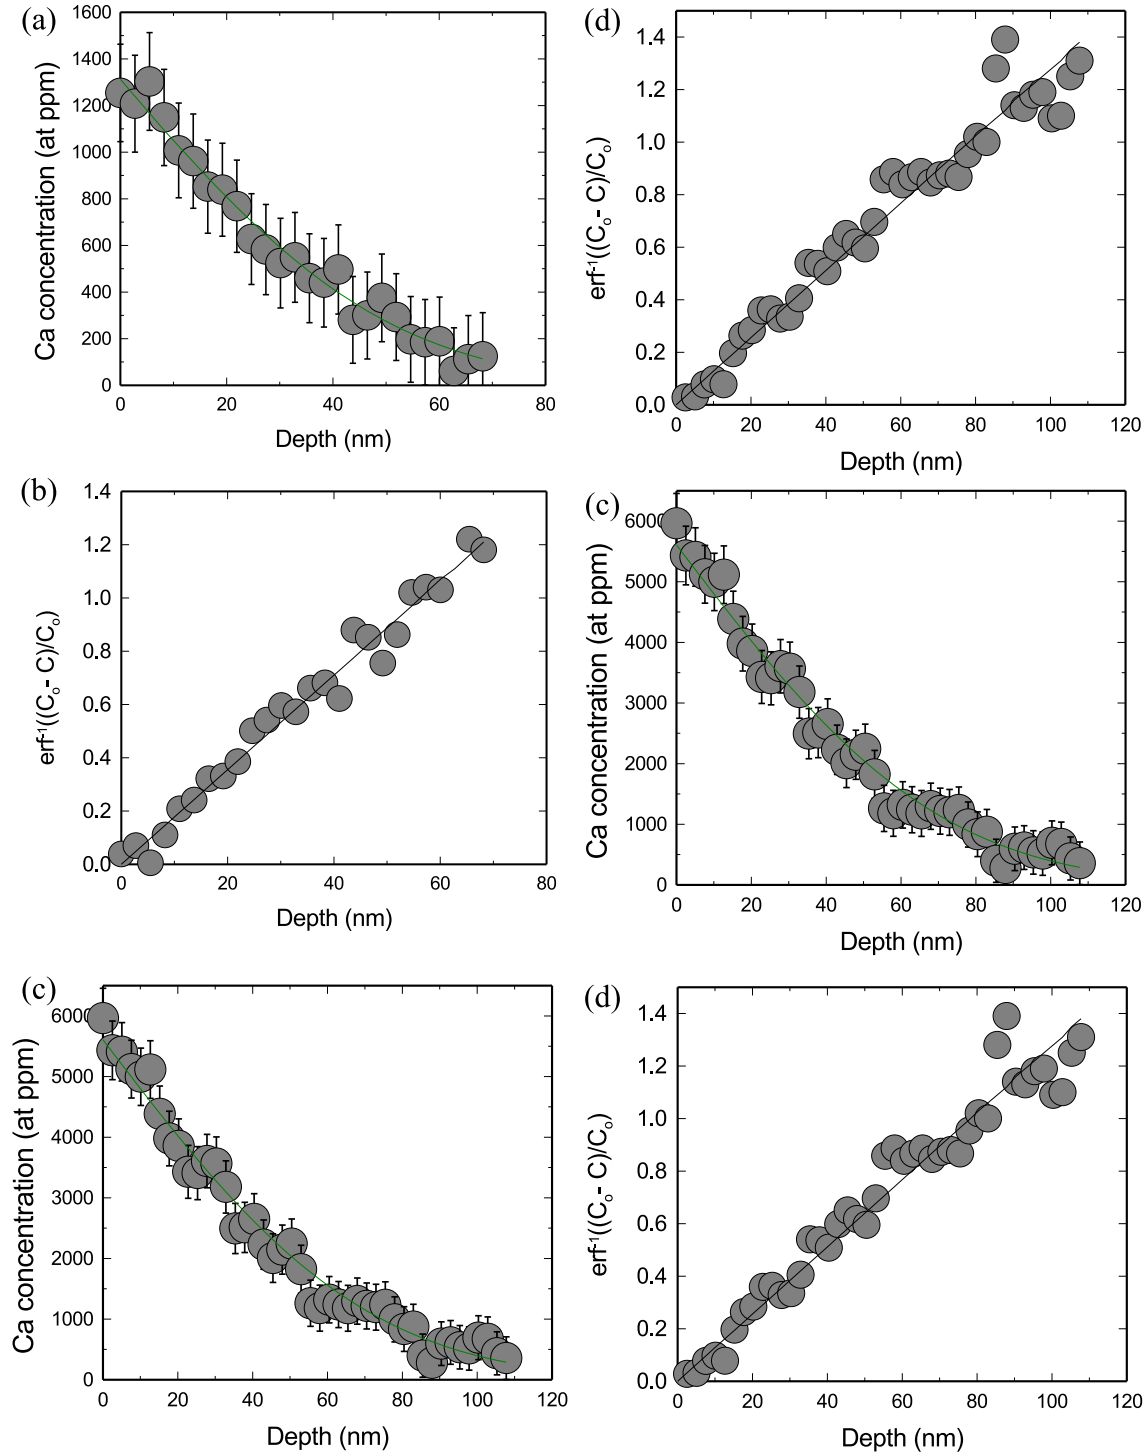 (a)
1600
1400
1200
1000
800
600
400
200
0
Ca concentration (at ppm)
0 20 40 60 80
Depth (nm)
(d)
1.4
1.2
1.0
0.8
0.6
0.4
0.2
0.0
erf⁻¹((Cₒ- C)/Cₒ)
0 20 40 60 80 100 120
Depth (nm)
(b)
1.4
1.2
1.0
0.8
0.6
0.4
0.2
0.0
erf⁻¹((Cₒ- C)/Cₒ)
0 20 40 60 80
Depth (nm)
(c)
6000
5000
4000
3000
2000
1000
0
Ca concentration (at ppm)
0 20 40 60 80 100 120
Depth (nm)
(c)
6000
5000
4000
3000
2000
1000
0
Ca concentration (at ppm)
0 20 40 60 80 100 120
Depth (nm)
(d)
1.4
1.2
1.0
0.8
0.6
0.4
0.2
0.0
erf⁻¹((Cₒ- C)/Cₒ)
0 20 40 60 80 100 120
Depth (nm)